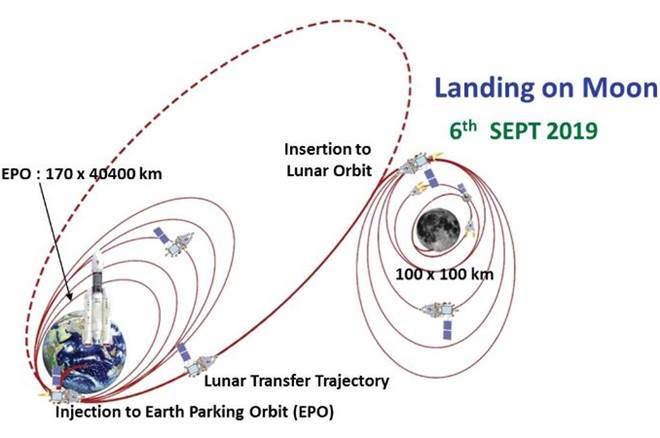 Landing on Moon
6th SEPT 2019
Insertion to
Lunar Orbit
EPO : 170 x 40400 km
100 x 100 km
Lunar Transfer Trajectory
Injection to Earth Parking Orbit (EPO)